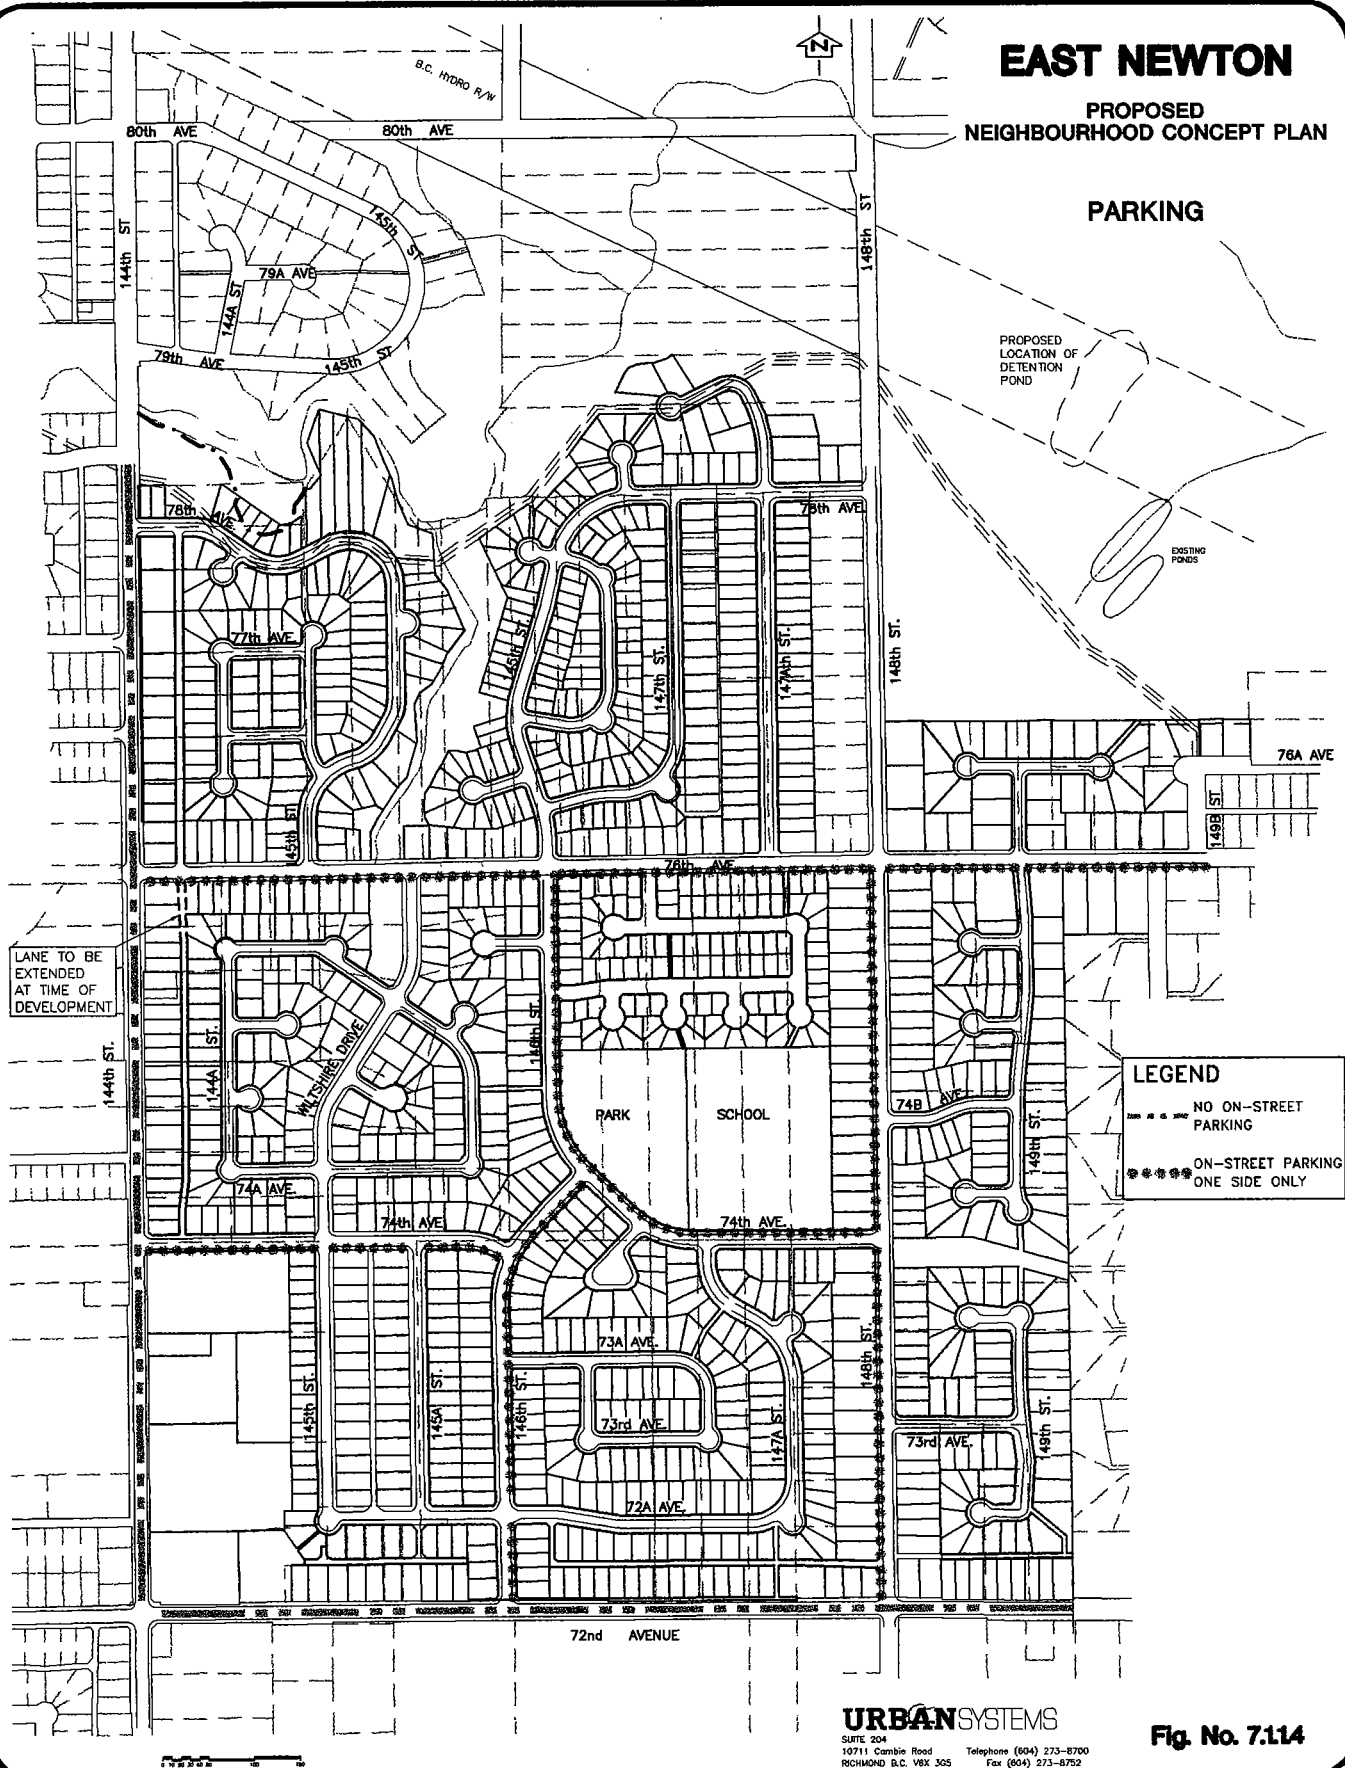 EAST NEWTON
PROPOSED
NEIGHBOURHOOD CONCEPT PLAN
PARKING
N
B.C. HYDRO R/W
80th AVE
80th AVE
144th ST
145th ST
148th ST
79A AVE
144A ST
79th AVE
145th ST
PROPOSED
LOCATION OF
DETENTION
POND
EXISTING
PONDS
78th AVE.
78th AVE
77th AVE.
145th ST.
147th ST.
147Ath ST.
148th ST.
76A AVE
149B ST
145th ST
76th AVE
LANE TO BE
EXTENDED
AT TIME OF
DEVELOPMENT
144th ST.
144A ST.
WILTSHIRE DRIVE
146th ST.
PARK
SCHOOL
74B AVE
149th ST.
LEGEND
NO ON-STREET
PARKING
ON-STREET PARKING
ONE SIDE ONLY
74A AVE
74th AVE.
74th AVE.
145th ST.
145A ST.
146th ST.
73A AVE.
73rd AVE.
147A ST.
148th ST.
73rd AVE.
149th ST.
72A AVE.
72nd AVENUE
URBANSYSTEMS
SUITE 204
10711 Cambie Road Telephone (604) 273-8700
RICHMOND B.C. V6X 3G5 Fax (604) 273-8752
Fig. No. 7.1.1.4